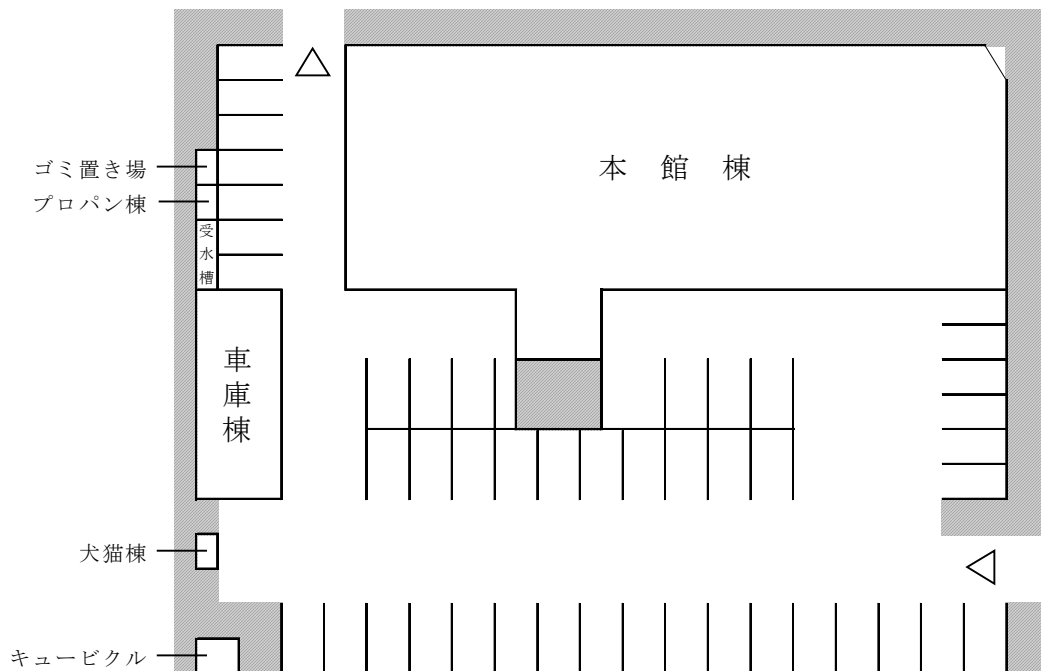 本館棟
ゴミ置き場
プロパン棟
受水槽
車庫棟
犬猫棟
キュービクル